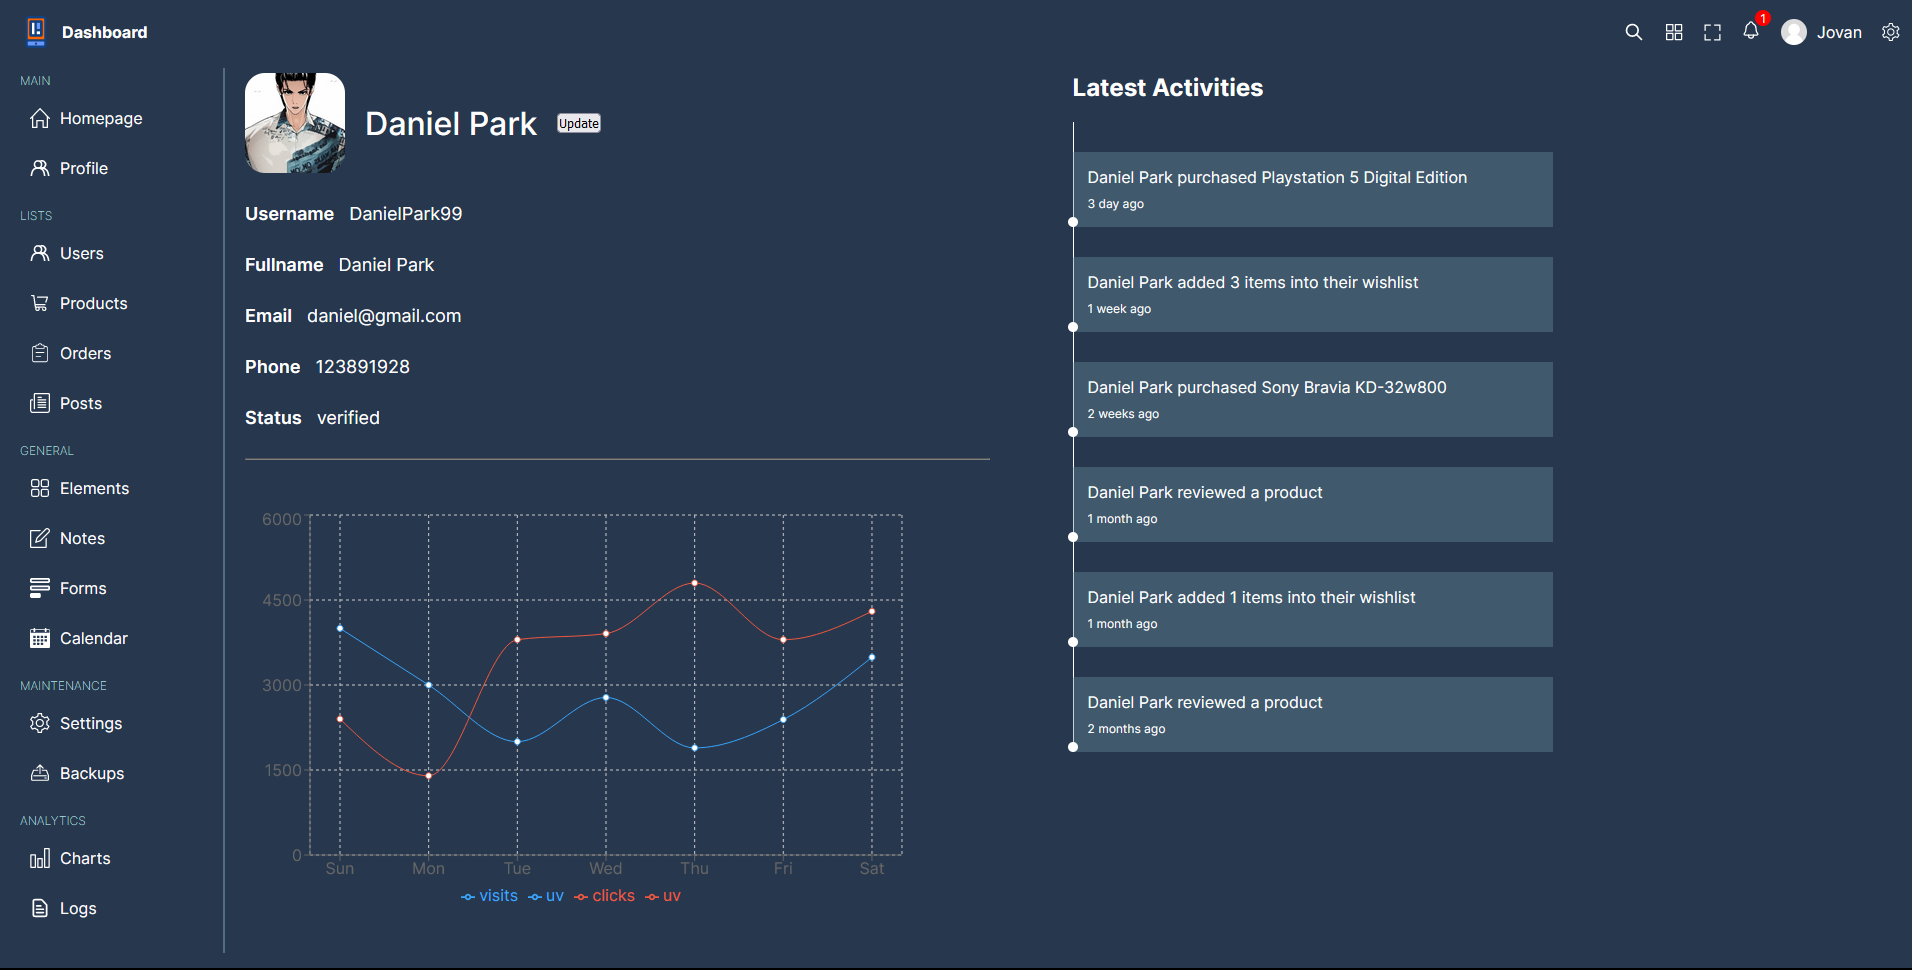 Dashboard
1
Jovan
MAIN
Homepage
Profile
LISTS
Users
Products
Orders
Posts
GENERAL
Elements
Notes
Forms
Calendar
MAINTENANCE
Settings
Backups
ANALYTICS
Charts
Logs
Daniel Park
Update
Username DanielPark99
Fullname Daniel Park
Email daniel@gmail.com
Phone 123891928
Status verified
6000
4500
3000
1500
0
Sun Mon Tue Wed Thu Fri Sat
visits uv clicks uv
Latest Activities
Daniel Park purchased Playstation 5 Digital Edition
3 day ago
Daniel Park added 3 items into their wishlist
1 week ago
Daniel Park purchased Sony Bravia KD-32w800
2 weeks ago
Daniel Park reviewed a product
1 month ago
Daniel Park added 1 items into their wishlist
1 month ago
Daniel Park reviewed a product
2 months ago